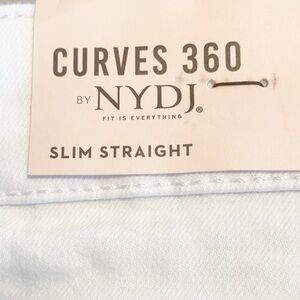 CURVES 360
BY NYDJ®
FIT IS EVERYTHING
SLIM STRAIGHT